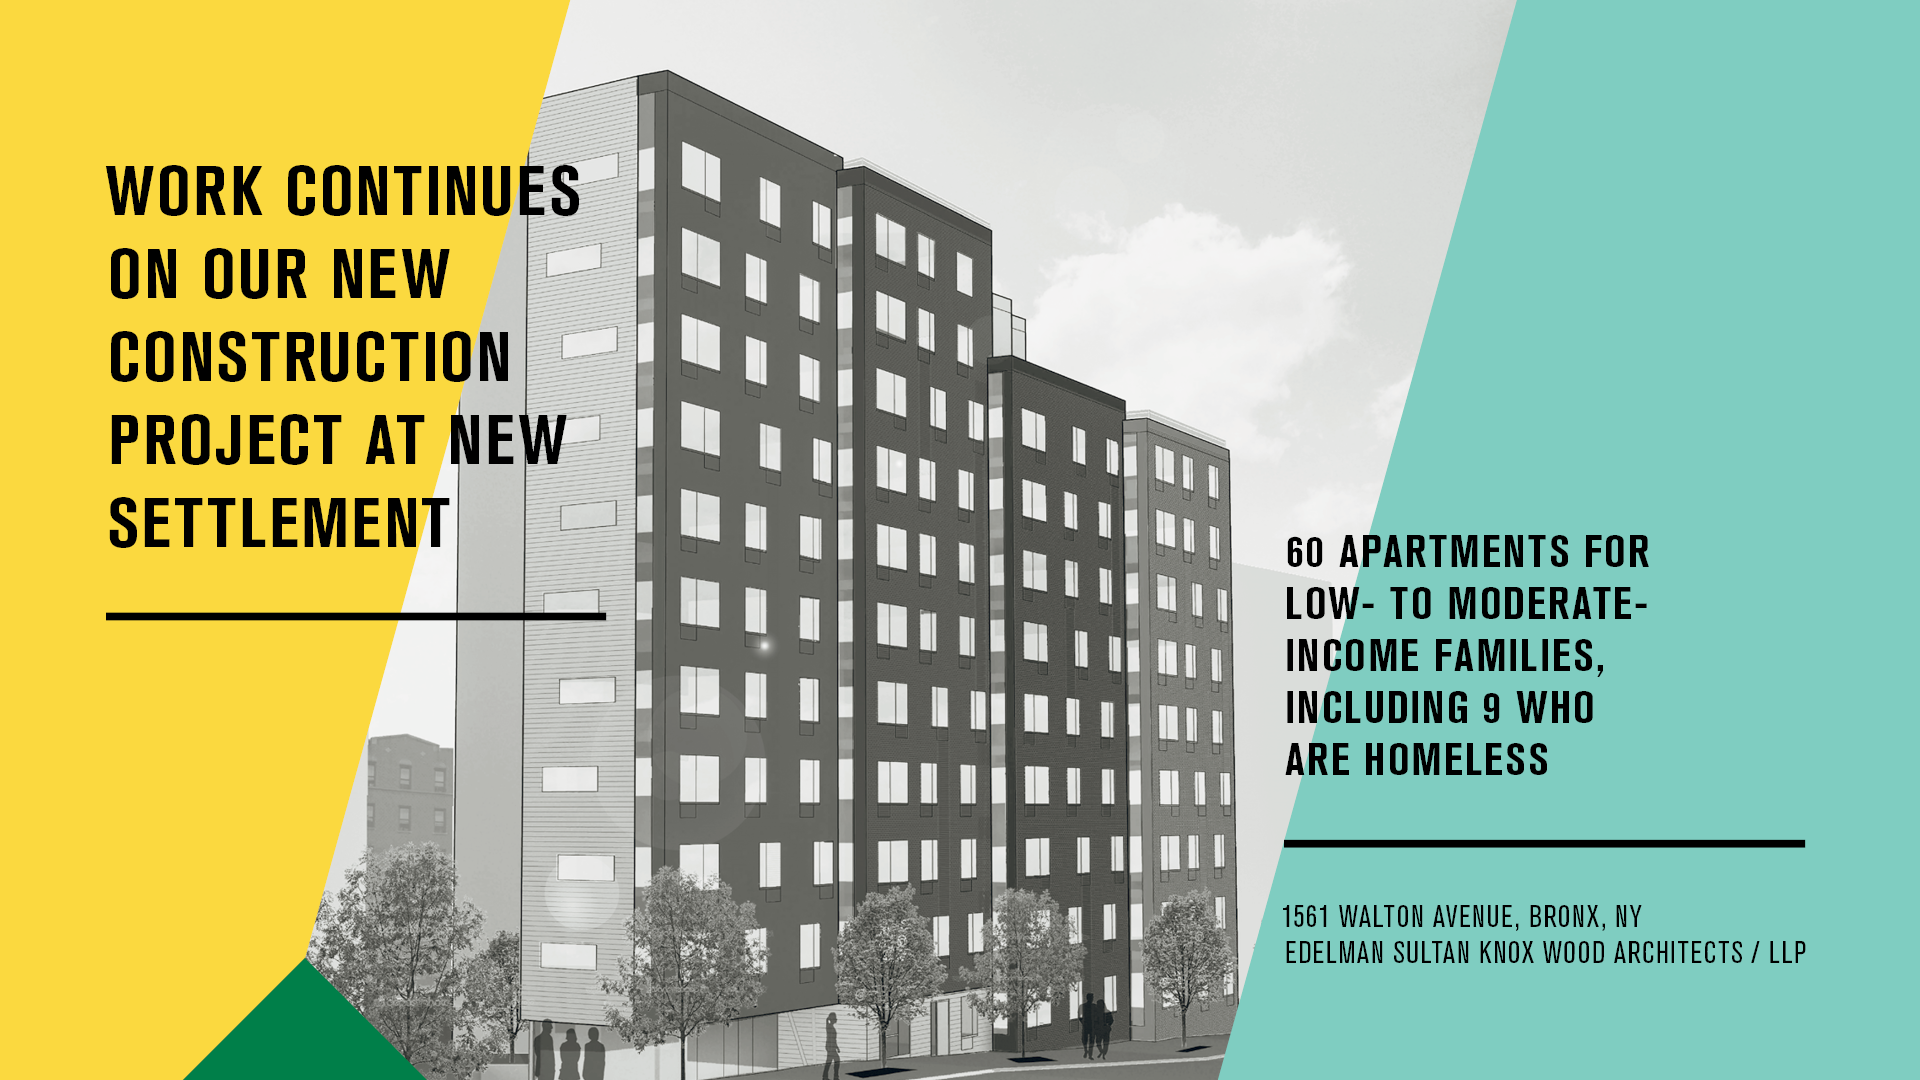 WORK CONTINUES
ON OUR NEW
CONSTRUCTION
PROJECT AT NEW
SETTLEMENT
60 APARTMENTS FOR
LOW- TO MODERATE-
INCOME FAMILIES,
INCLUDING 9 WHO
ARE HOMELESS
1561 WALTON AVENUE, BRONX, NY
EDELMAN SULTAN KNOX WOOD ARCHITECTS / LLP